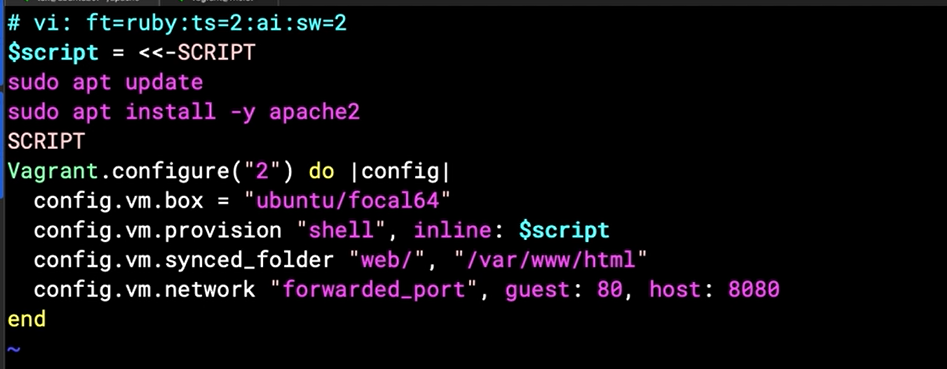 # vi: ft=ruby:ts=2:ai:sw=2
$script = <<-SCRIPT
sudo apt update
sudo apt install -y apache2
SCRIPT
Vagrant.configure("2") do |config|
  config.vm.box = "ubuntu/focal64"
  config.vm.provision "shell", inline: $script
  config.vm.synced_folder "web/", "/var/www/html"
  config.vm.network "forwarded_port", guest: 80, host: 8080
end
~